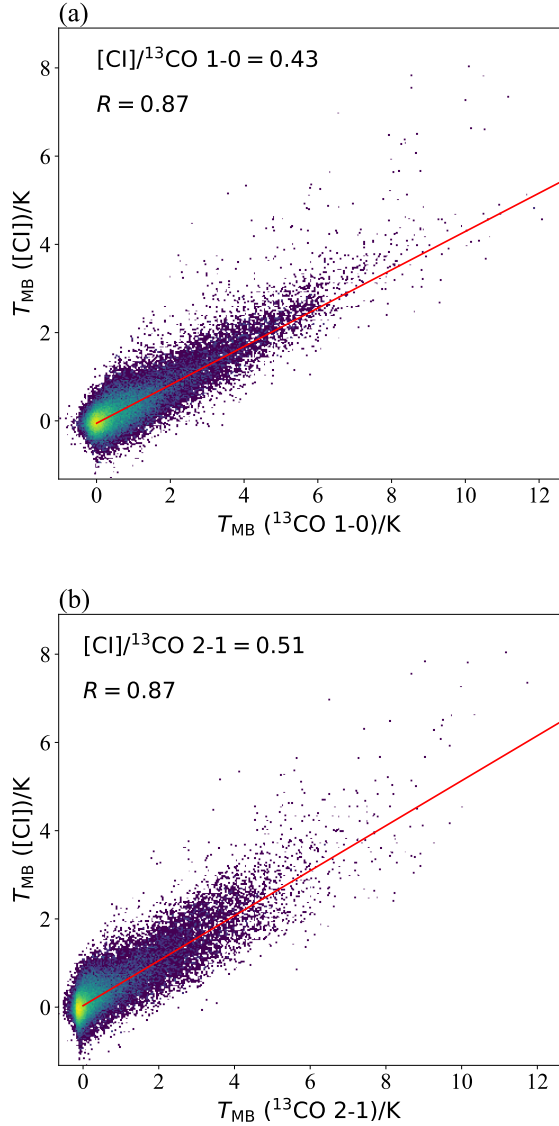 (a)
[CI]/¹³CO 1-0 = 0.43
R = 0.87
8
6
4
2
0
T_MB ([CI])/K
0 2 4 6 8 10 12
T_MB (¹³CO 1-0)/K
(b)
[CI]/¹³CO 2-1 = 0.51
R = 0.87
8
6
4
2
0
T_MB ([CI])/K
0 2 4 6 8 10 12
T_MB (¹³CO 2-1)/K